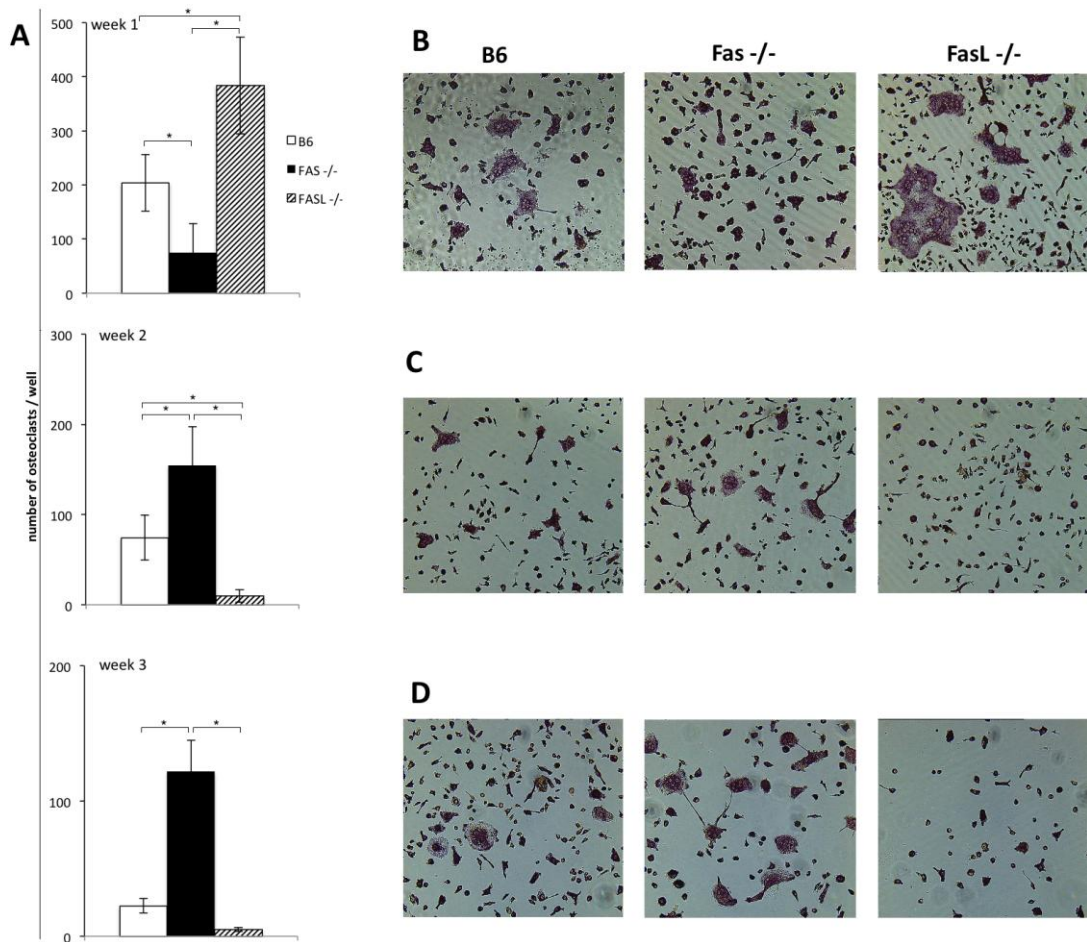 A
number of osteoclasts / well
week 1
500
400
300
200
100
0
*
*
*
B6
FAS -/-
FASL -/-
week 2
300
200
100
0
*
*
*
week 3
200
100
0
*
*
B
B6
Fas -/-
FasL -/-
C
D